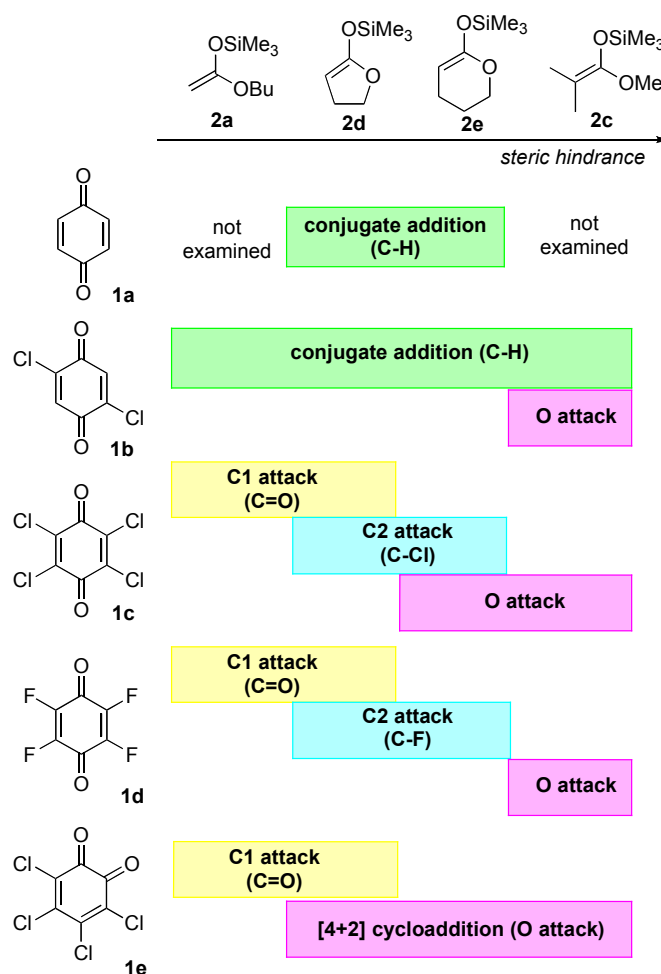 OSiMe3
OBu
2a
OSiMe3
O
2d
OSiMe3
O
2e
OSiMe3
OMe
2c
steric hindrance
O
O
1a
not
examined
conjugate addition
(C-H)
not
examined
O
Cl
Cl
O
1b
conjugate addition (C-H)
O attack
O
Cl
Cl
Cl
Cl
O
1c
C1 attack
(C=O)
C2 attack
(C-Cl)
O attack
O
F
F
F
F
O
1d
C1 attack
(C=O)
C2 attack
(C-F)
O attack
O
O
Cl
Cl
Cl
Cl
1e
C1 attack
(C=O)
[4+2] cycloaddition (O attack)